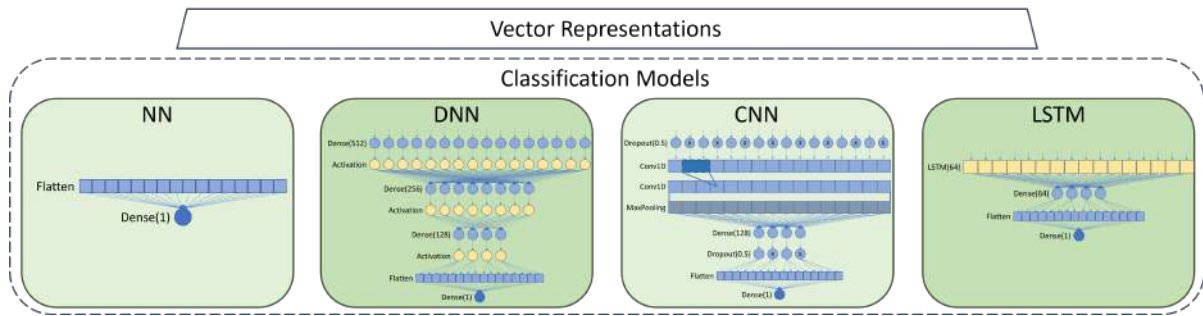 Vector Representations
Classification Models
NN
Flatten
Dense(1)
DNN
Dense(512)
Activation
Dense(256)
Activation
Dense(128)
Activation
Flatten
Dense(1)
CNN
Dropout(0.5)
Conv1D
Conv1D
MaxPooling
Dense(128)
Dropout(0.5)
Flatten
Dense(1)
LSTM
LSTM(64)
Dense(64)
Flatten
Dense(1)